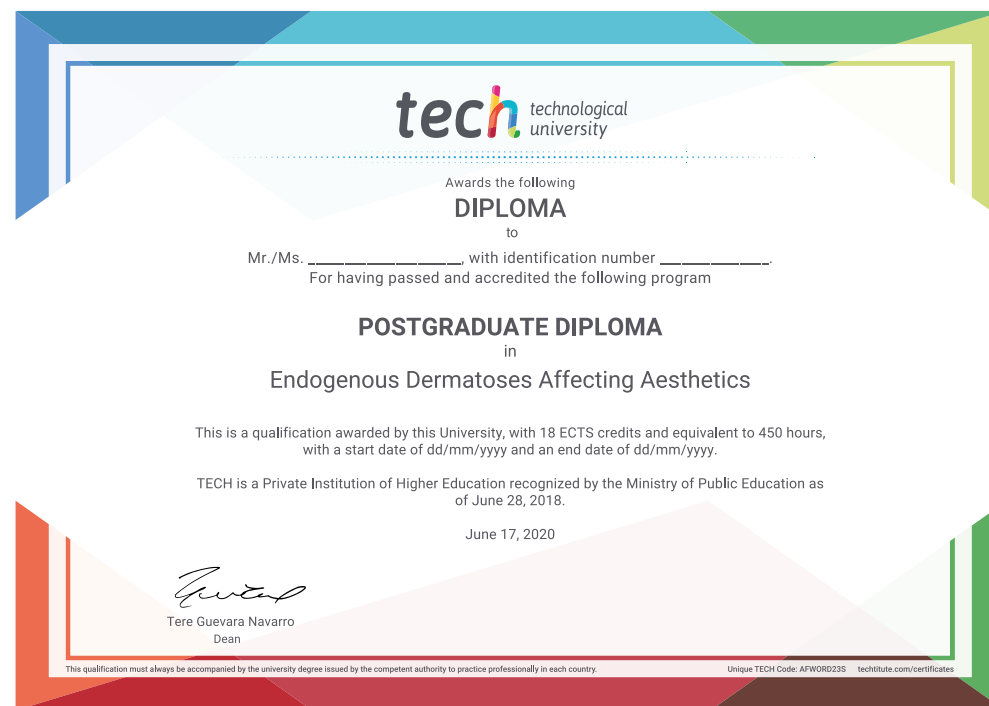 tech technological
university
Awards the following
DIPLOMA
to
Mr./Ms. ____________________, with identification number ______________.
For having passed and accredited the following program
POSTGRADUATE DIPLOMA
in
Endogenous Dermatoses Affecting Aesthetics
This is a qualification awarded by this University, with 18 ECTS credits and equivalent to 450 hours,
with a start date of dd/mm/yyyy and an end date of dd/mm/yyyy.
TECH is a Private Institution of Higher Education recognized by the Ministry of Public Education as
of June 28, 2018.
June 17, 2020
Tere Guevara Navarro
Dean
This qualification must always be accompanied by the university degree issued by the competent authority to practice professionally in each country.
Unique TECH Code: AFWORD23S techtitute.com/certificates